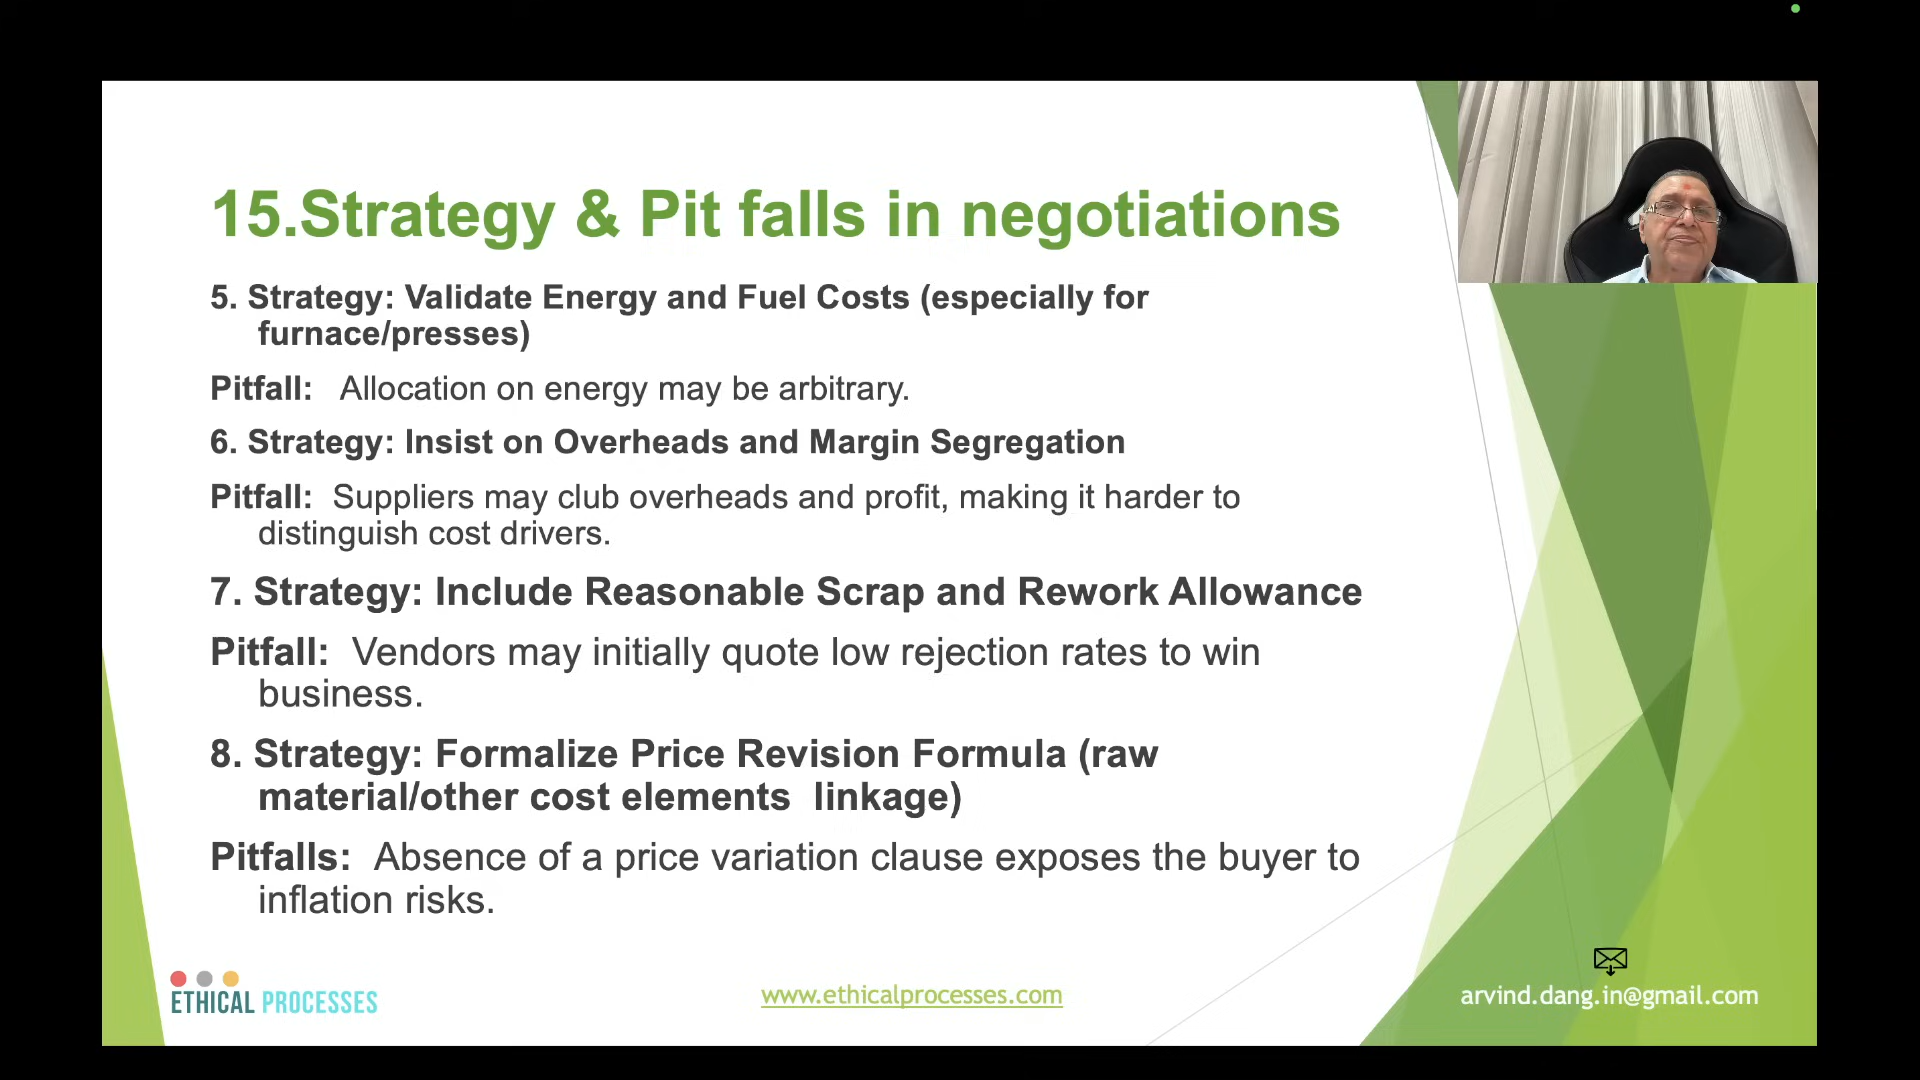 15.Strategy & Pit falls in negotiations
5. Strategy: Validate Energy and Fuel Costs (especially for
furnace/presses)
Pitfall: Allocation on energy may be arbitrary.
6. Strategy: Insist on Overheads and Margin Segregation
Pitfall: Suppliers may club overheads and profit, making it harder to
distinguish cost drivers.
7. Strategy: Include Reasonable Scrap and Rework Allowance
Pitfall: Vendors may initially quote low rejection rates to win
business.
8. Strategy: Formalize Price Revision Formula (raw
material/other cost elements linkage)
Pitfalls: Absence of a price variation clause exposes the buyer to
inflation risks.
ETHICAL PROCESSES
www.ethicalprocesses.com
arvind.dang.in@gmail.com